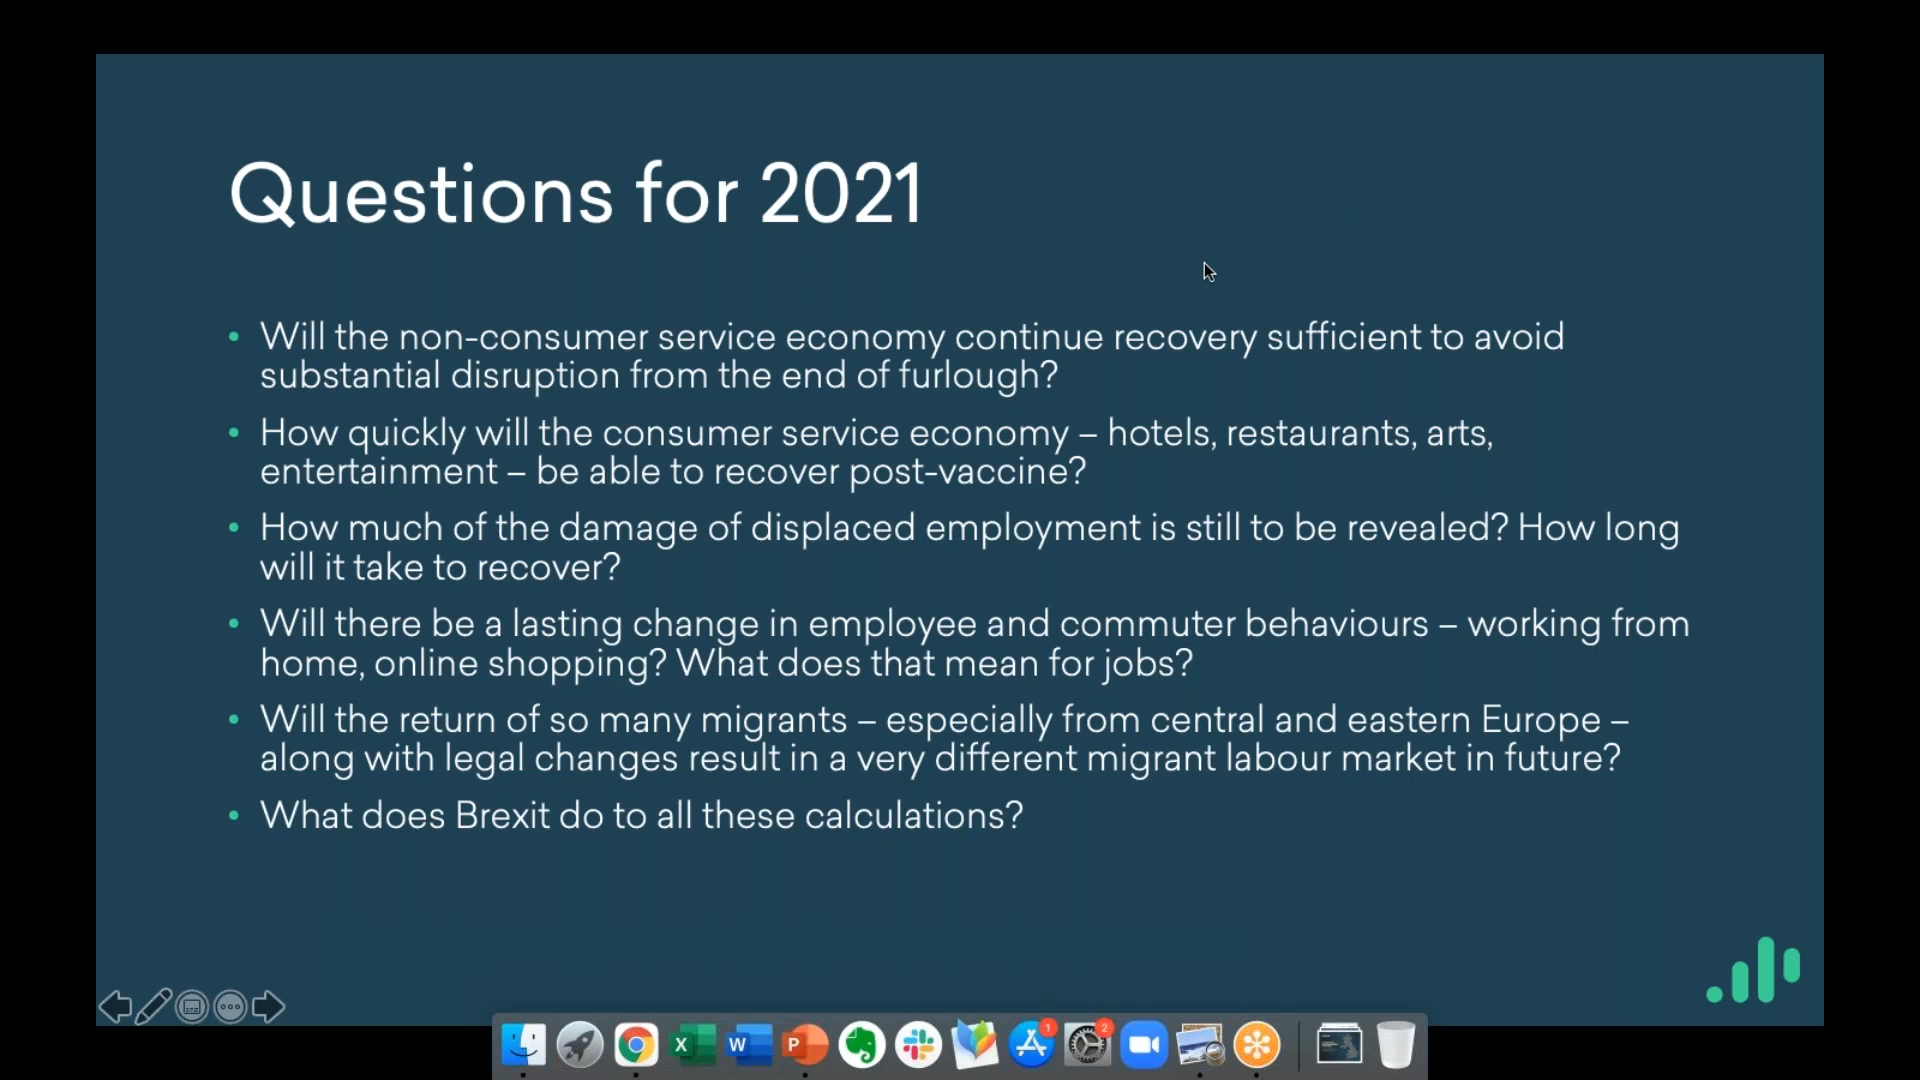 Questions for 2021
• Will the non-consumer service economy continue recovery sufficient to avoid
substantial disruption from the end of furlough?
• How quickly will the consumer service economy – hotels, restaurants, arts,
entertainment – be able to recover post-vaccine?
• How much of the damage of displaced employment is still to be revealed? How long
will it take to recover?
• Will there be a lasting change in employee and commuter behaviours – working from
home, online shopping? What does that mean for jobs?
• Will the return of so many migrants – especially from central and eastern Europe –
along with legal changes result in a very different migrant labour market in future?
• What does Brexit do to all these calculations?
X W P 1 2